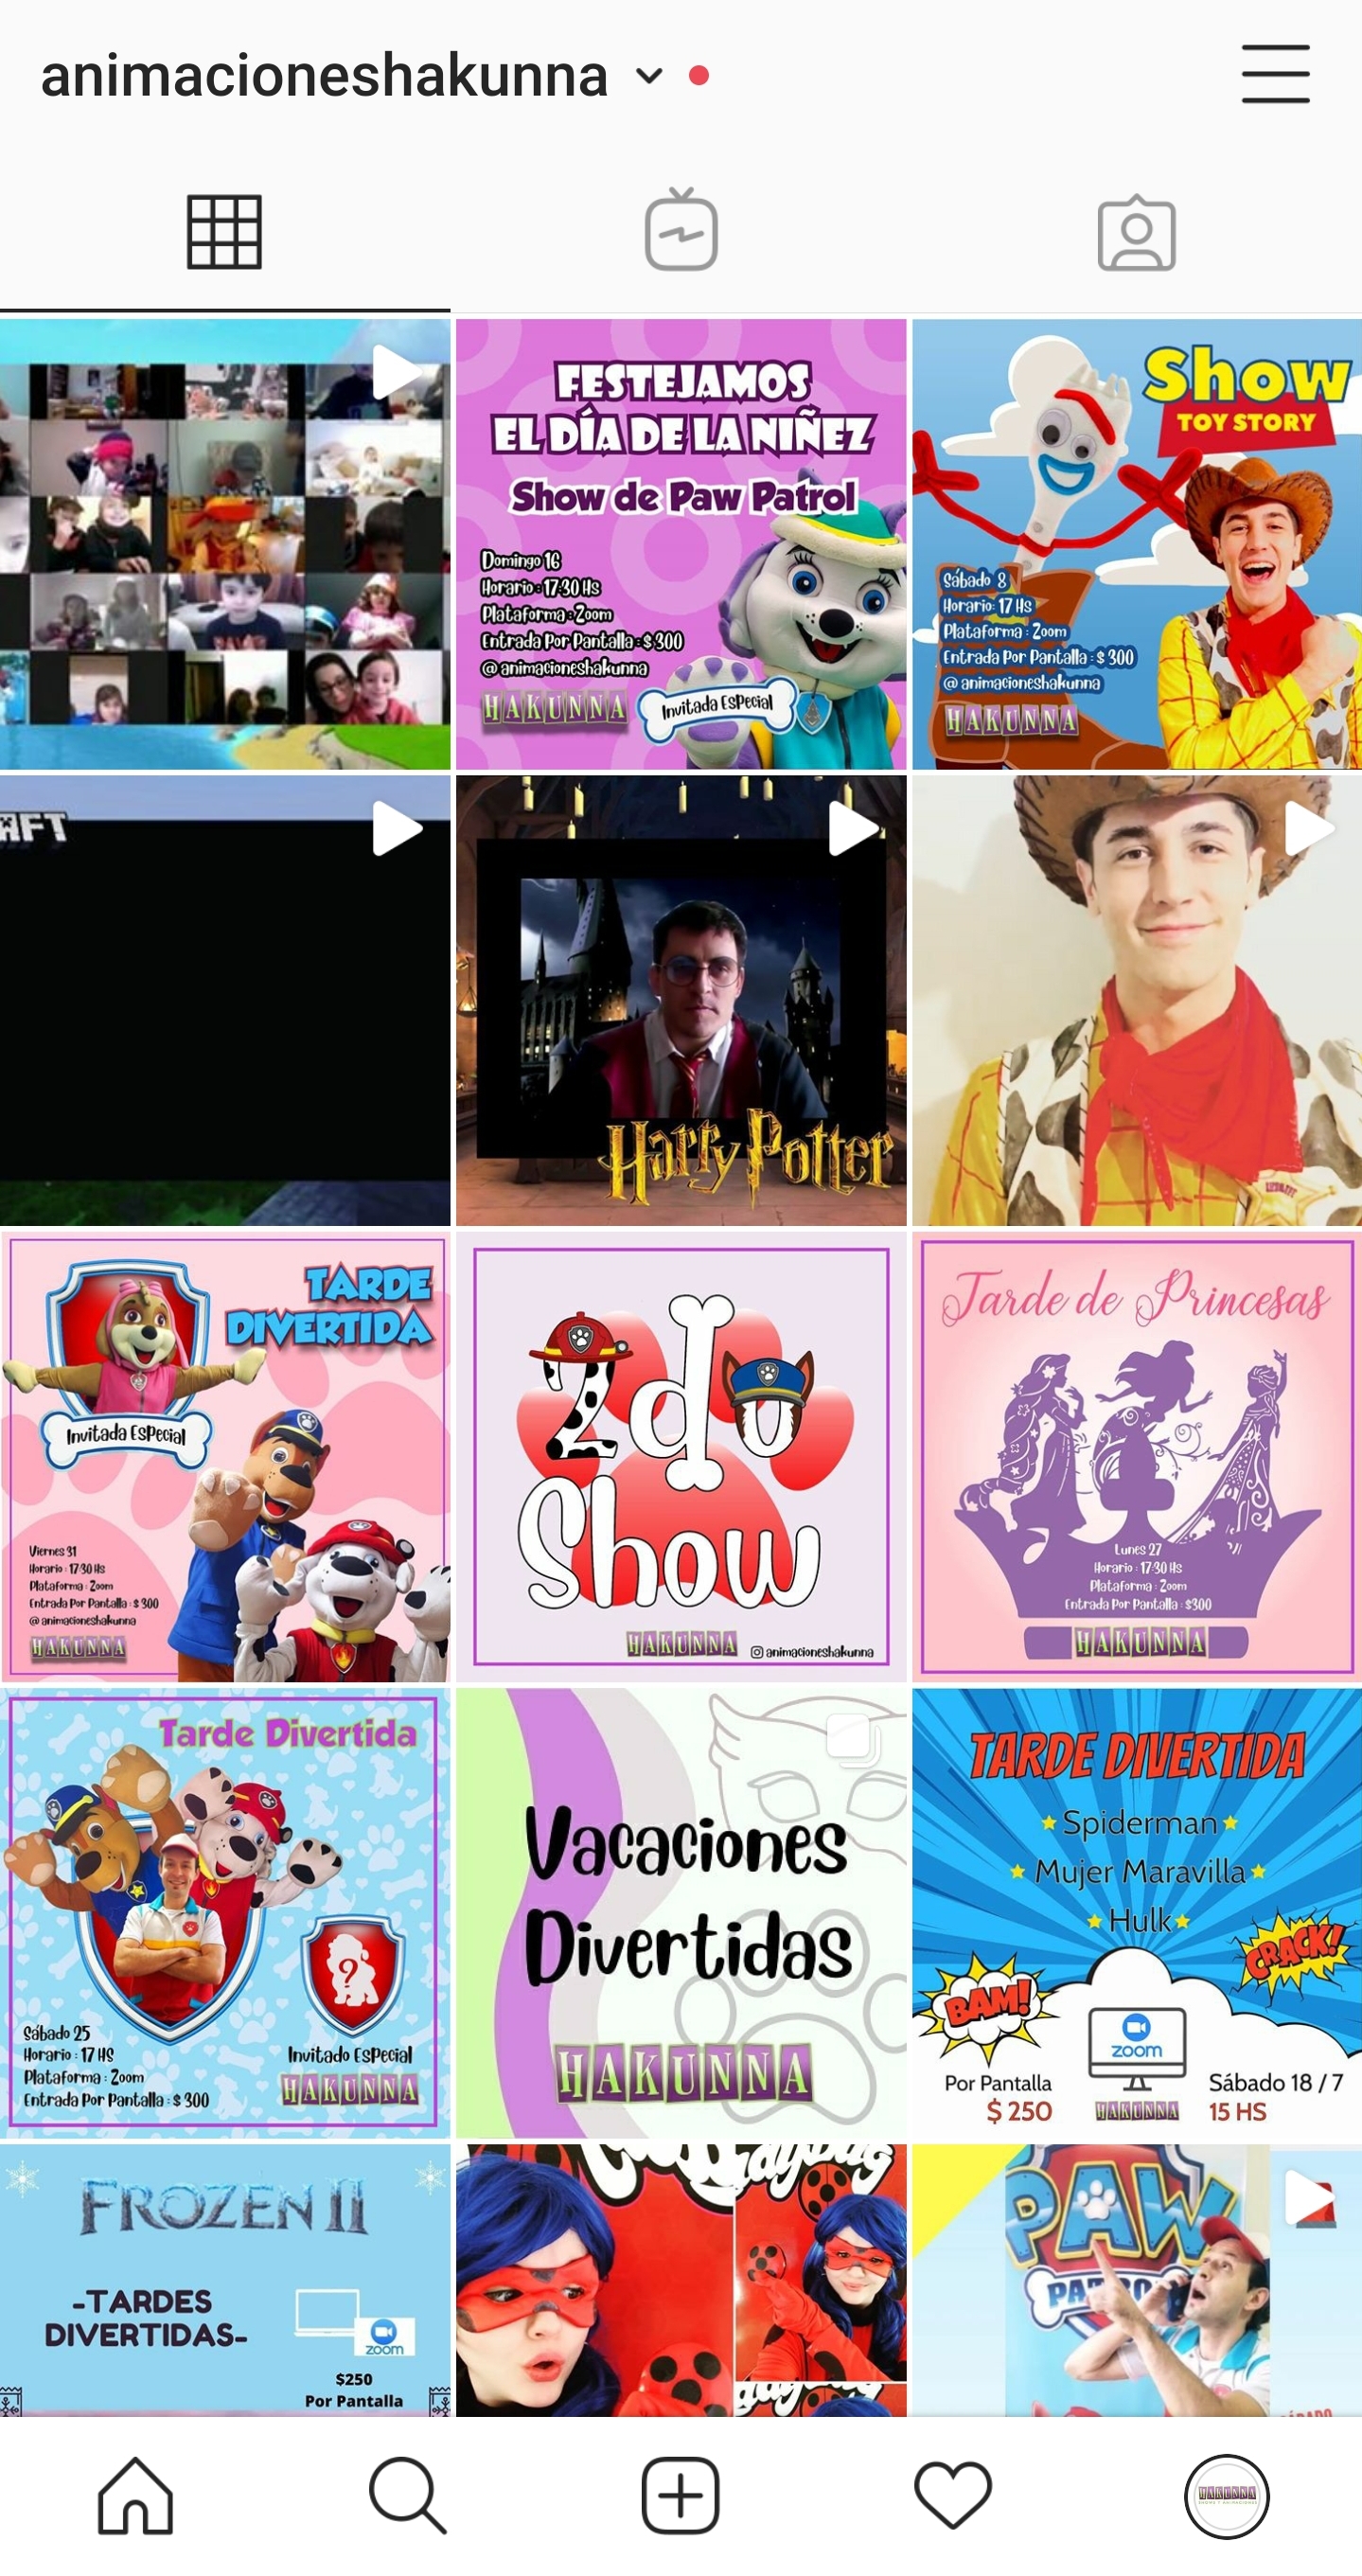 animacioneshakunna
FESTEJAMOS
EL DÍA DE LA NIÑEZ
Show de Paw Patrol
Domingo 16
Horario : 17:30 Hs
Plataforma : Zoom
Entrada Por Pantalla : $ 300
@ animacioneshakunna
HAKUNNA
Invitada Especial
Show
TOY STORY
Sábado 8
Horario: 17 Hs
Plataforma : Zoom
Entrada Por Pantalla : $ 300
@ animacioneshakunna
HAKUNNA
AFT
Harry Potter
TARDE
DIVERTIDA
Invitada Especial
Viernes 31
Horario : 17:30 Hs
Plataforma : Zoom
Entrada Por Pantalla : $ 300
@ animacioneshakunna
HAKUNNA
2do
Show
HAKUNNA
animacioneshakunna
Tarde de Princesas
Lunes 27
Horario : 17:30 Hs
Plataforma : Zoom
Entrada Por Pantalla : $300
HAKUNNA
Tarde Divertida
?
Sábado 25
Horario : 17 HS
Plataforma : Zoom
Entrada Por Pantalla : $ 300
Invitado Especial
HAKUNNA
Vacaciones
Divertidas
HAKUNNA
TARDE DIVERTIDA
Spiderman
Mujer Maravilla
Hulk
CRACK!
BAM!
zoom
Por Pantalla
$ 250
HAKUNNA
Sábado 18 / 7
15 HS
FROZEN II
-TARDES
DIVERTIDAS-
zoom
$250
Por Pantalla
Ladybug
PAW
HAKUNNA